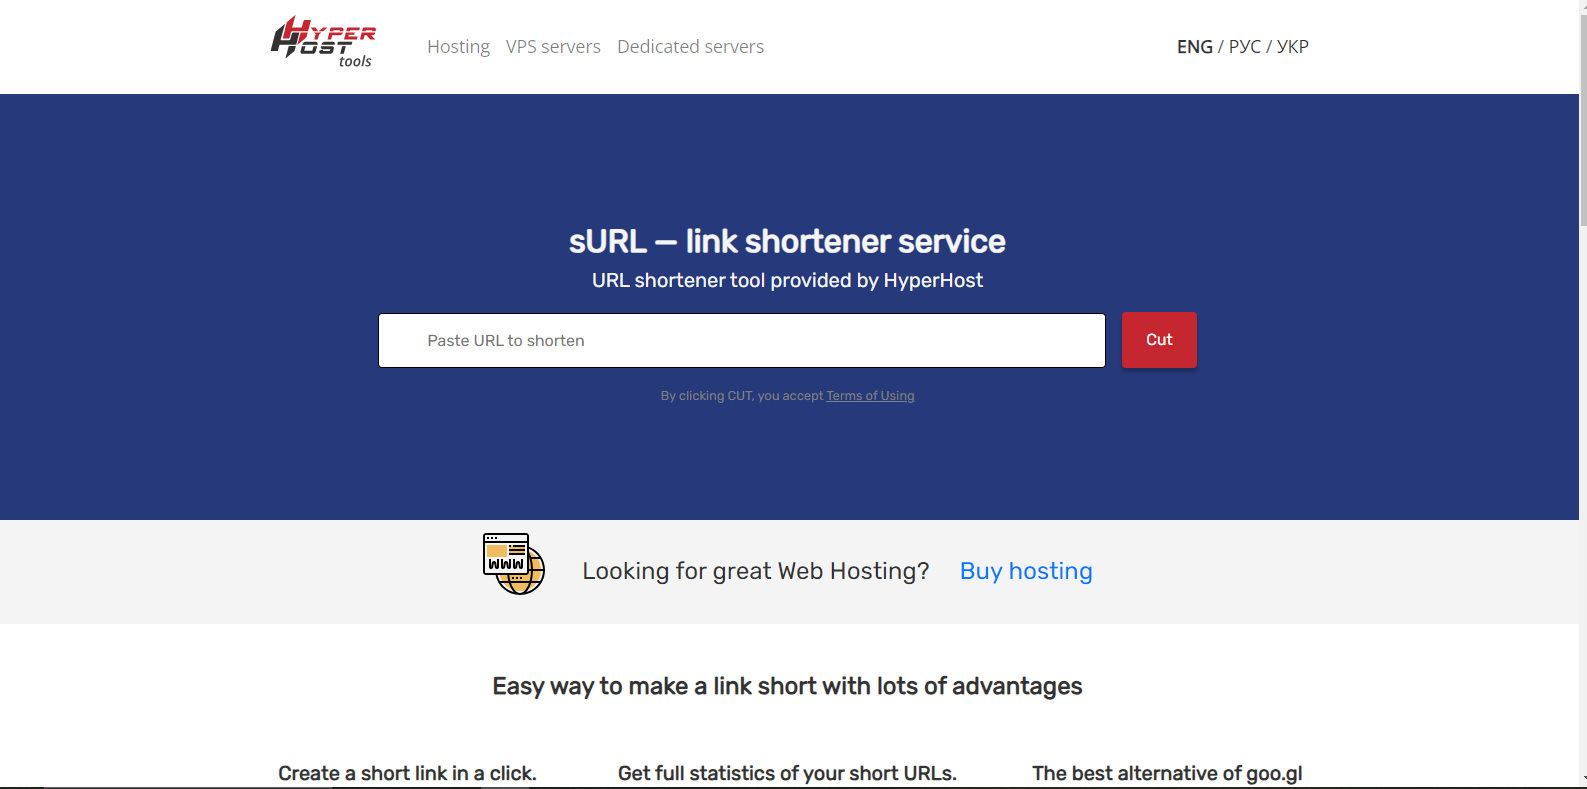 HYPER HOST tools
Hosting VPS servers Dedicated servers
ENG / РУС / УКР
sURL — link shortener service
URL shortener tool provided by HyperHost
Paste URL to shorten
Cut
By clicking CUT, you accept Terms of Using
WWW
Looking for great Web Hosting? Buy hosting
Easy way to make a link short with lots of advantages
Create a short link in a click.
Get full statistics of your short URLs.
The best alternative of goo.gl